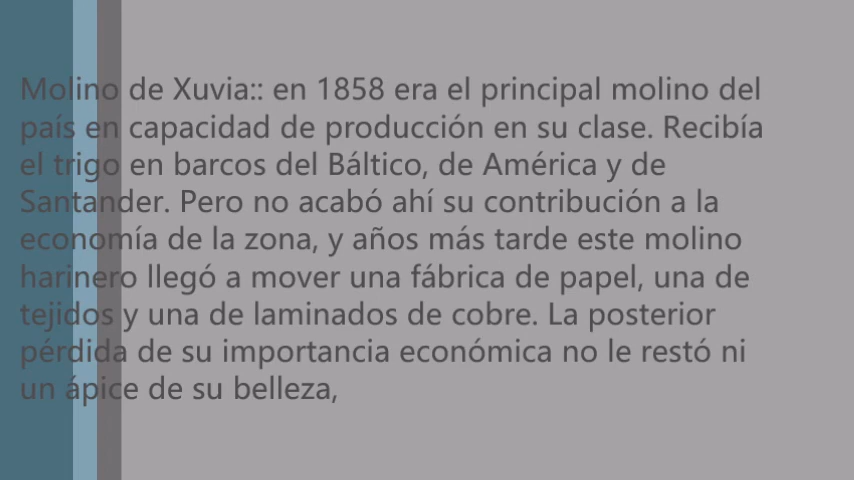 Molino de Xuvia:: en 1858 era el principal molino del
país en capacidad de producción en su clase. Recibía
el trigo en barcos del Báltico, de América y de
Santander. Pero no acabó ahí su contribución a la
economía de la zona, y años más tarde este molino
harinero llegó a mover una fábrica de papel, una de
tejidos y una de laminados de cobre. La posterior
pérdida de su importancia económica no le restó ni
un ápice de su belleza,